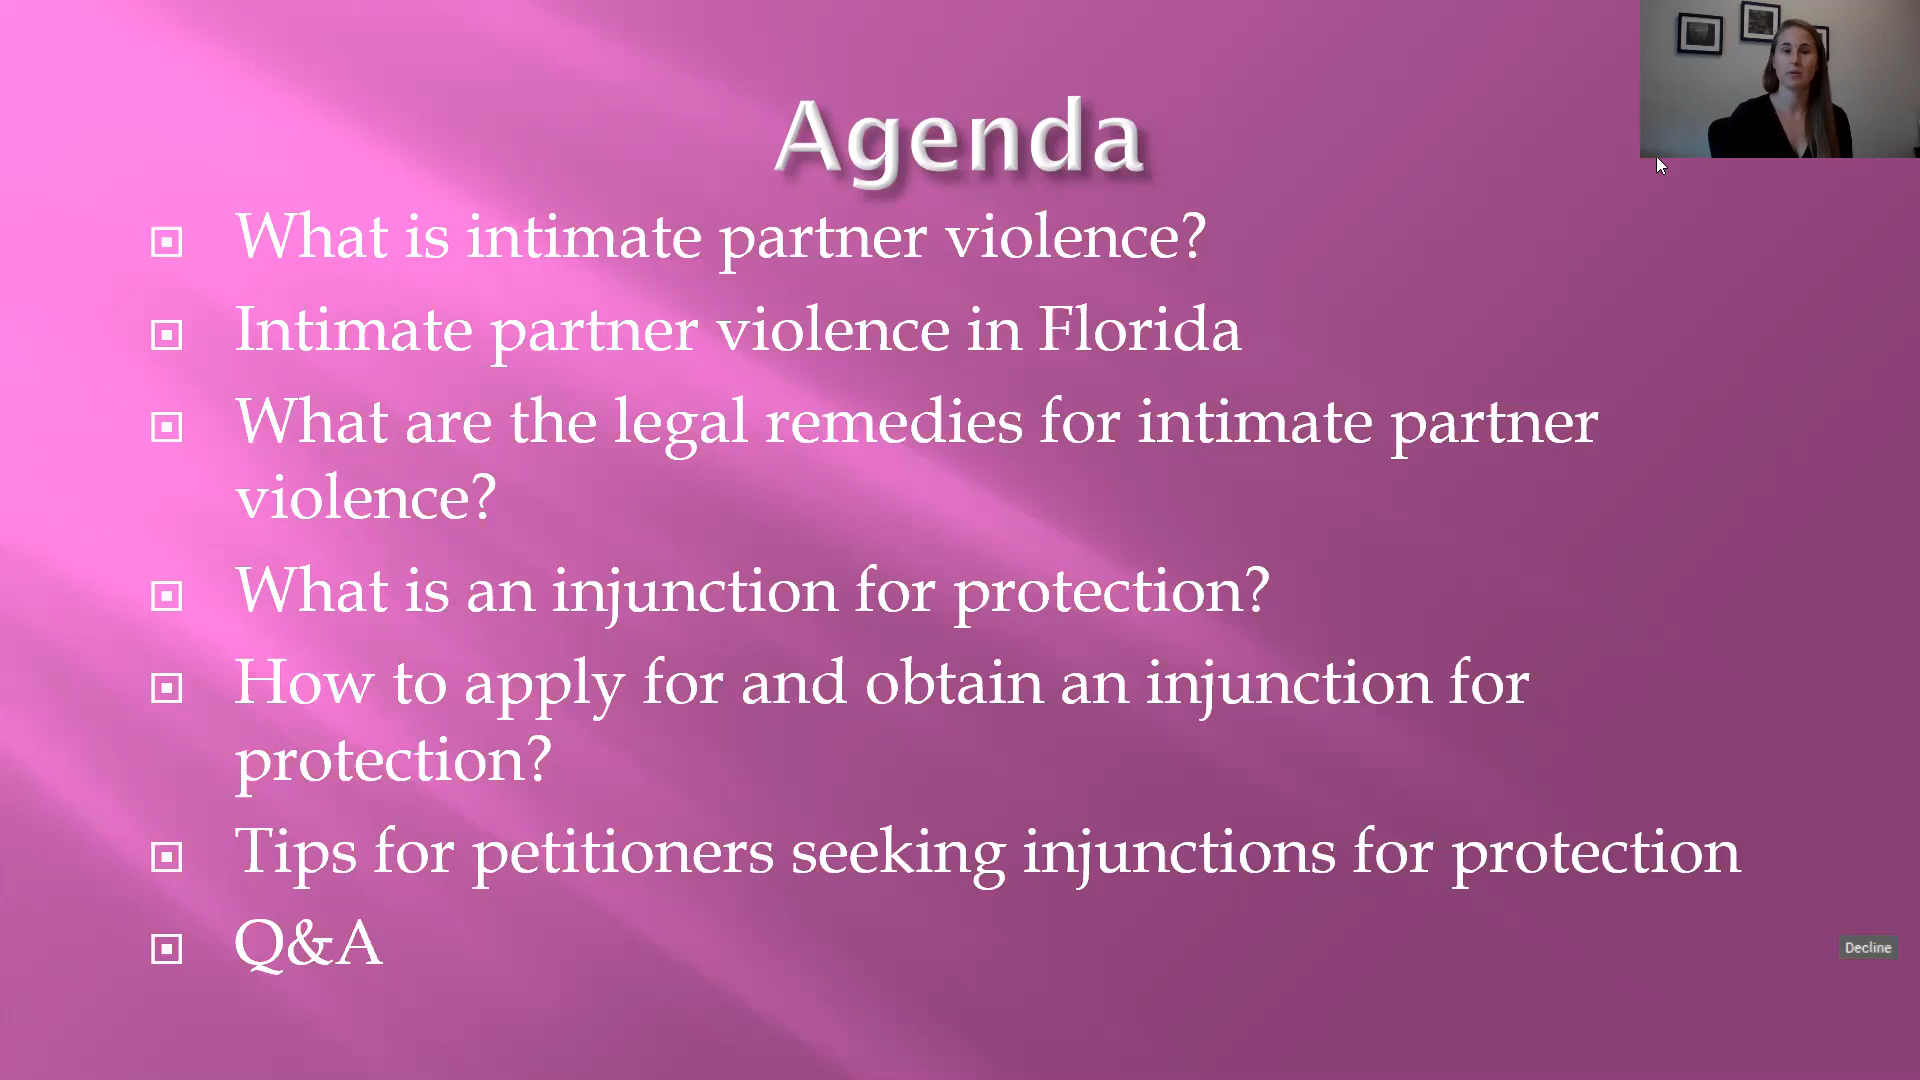 Agenda
What is intimate partner violence?
Intimate partner violence in Florida
What are the legal remedies for intimate partner
violence?
What is an injunction for protection?
How to apply for and obtain an injunction for
protection?
Tips for petitioners seeking injunctions for protection
Q&A
Decline